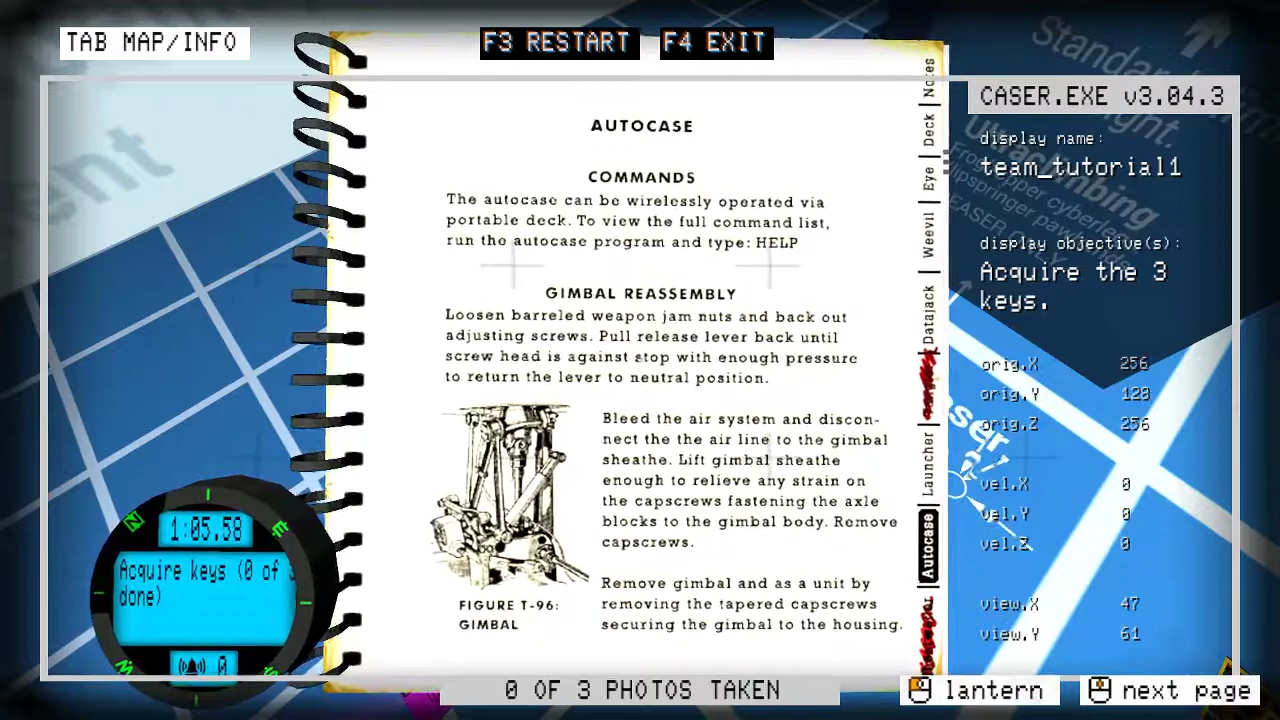 TAB MAP/INFO
F3 RESTART
F4 EXIT
AUTOCASE
COMMANDS
The autocase can be wirelessly operated via
portable deck. To view the full command list,
run the autocase program and type: HELP
GIMBAL REASSEMBLY
Loosen barreled weapon jam nuts and back out
adjusting screws. Pull release lever back until
screw head is against stop with enough pressure
to return the lever to neutral position.
Bleed the air system and discon-
nect the the air line to the gimbal
sheathe. Lift gimbal sheathe
enough to relieve any strain on
the capscrews fastening the axle
blocks to the gimbal body. Remove
capscrews.
Remove gimbal and as a unit by
removing the tapered capscrews
securing the gimbal to the housing.
FIGURE T-96:
GIMBAL
Notes
Deck
Eye
Weevil
Datajack
Launcher
Autocase
CASER.EXE v3.04.3
display name:
team_tutorial1
display objective(s):
Acquire the 3
keys.
orig.X 256
orig.Y 128
orig.Z 256
vel.X 0
vel.Y 0
vel.Z 0
view.X 47
view.Y 61
1:05.58
Acquire keys (0 of 3
done)
0
0 OF 3 PHOTOS TAKEN
lantern
next page